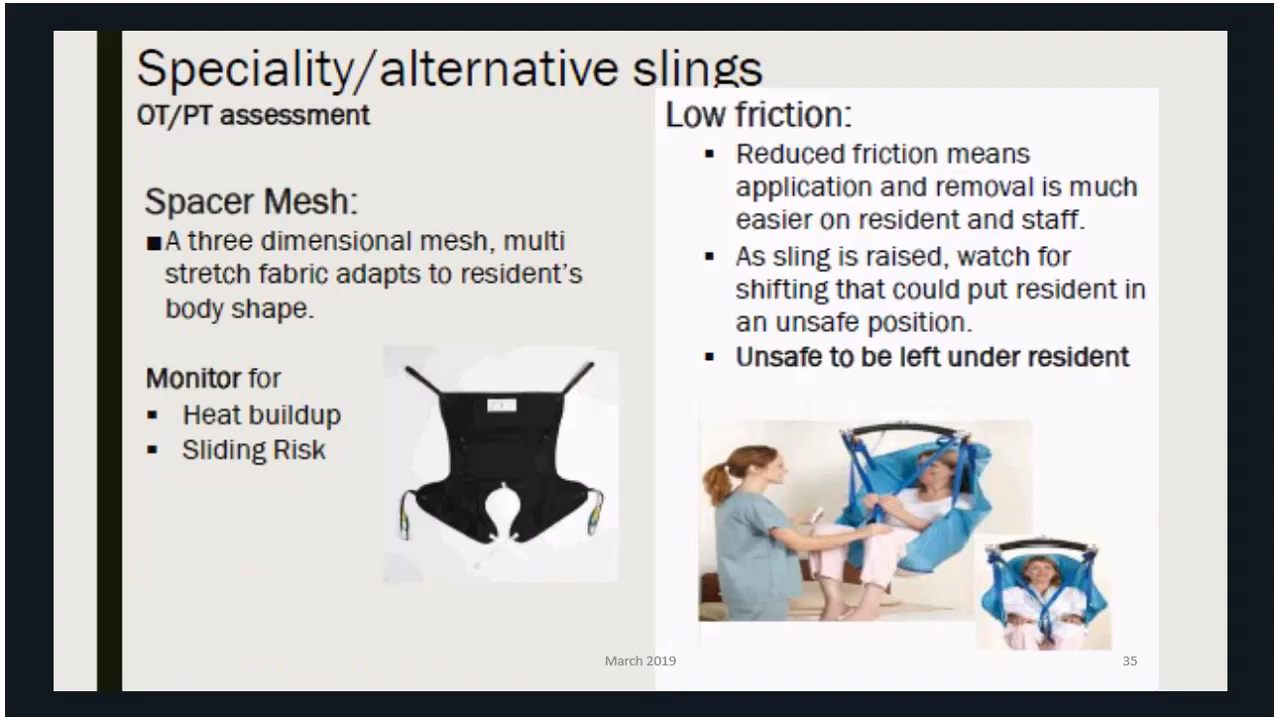 Speciality/alternative slings
OT/PT assessment
Spacer Mesh:
■A three dimensional mesh, multi
stretch fabric adapts to resident’s
body shape.
Monitor for
▪ Heat buildup
▪ Sliding Risk
Low friction:
▪ Reduced friction means
application and removal is much
easier on resident and staff.
▪ As sling is raised, watch for
shifting that could put resident in
an unsafe position.
▪ Unsafe to be left under resident
March 2019
35